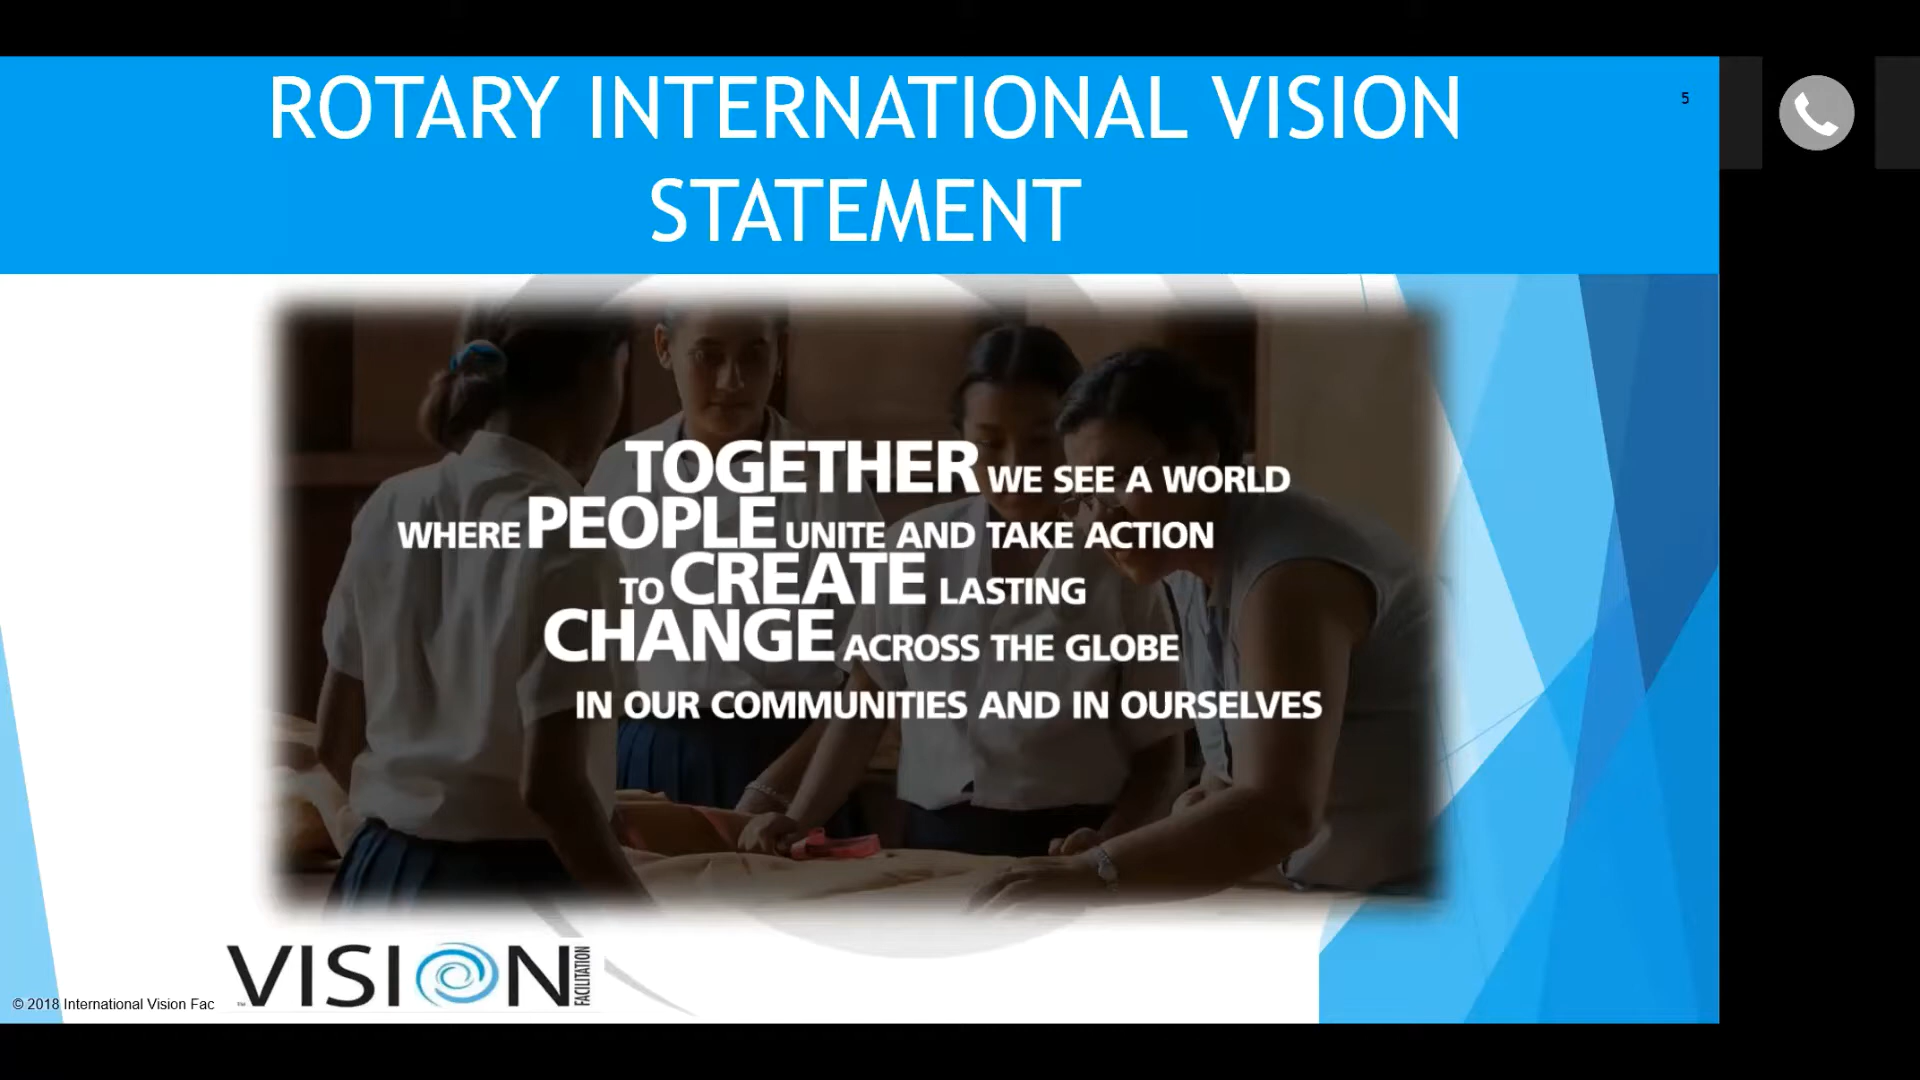 ROTARY INTERNATIONAL VISION
STATEMENT
5
TOGETHER WE SEE A WORLD
WHERE PEOPLE UNITE AND TAKE ACTION
TO CREATE LASTING
CHANGE ACROSS THE GLOBE
IN OUR COMMUNITIES AND IN OURSELVES
VISION
FACILITATION
© 2018 International Vision Fac